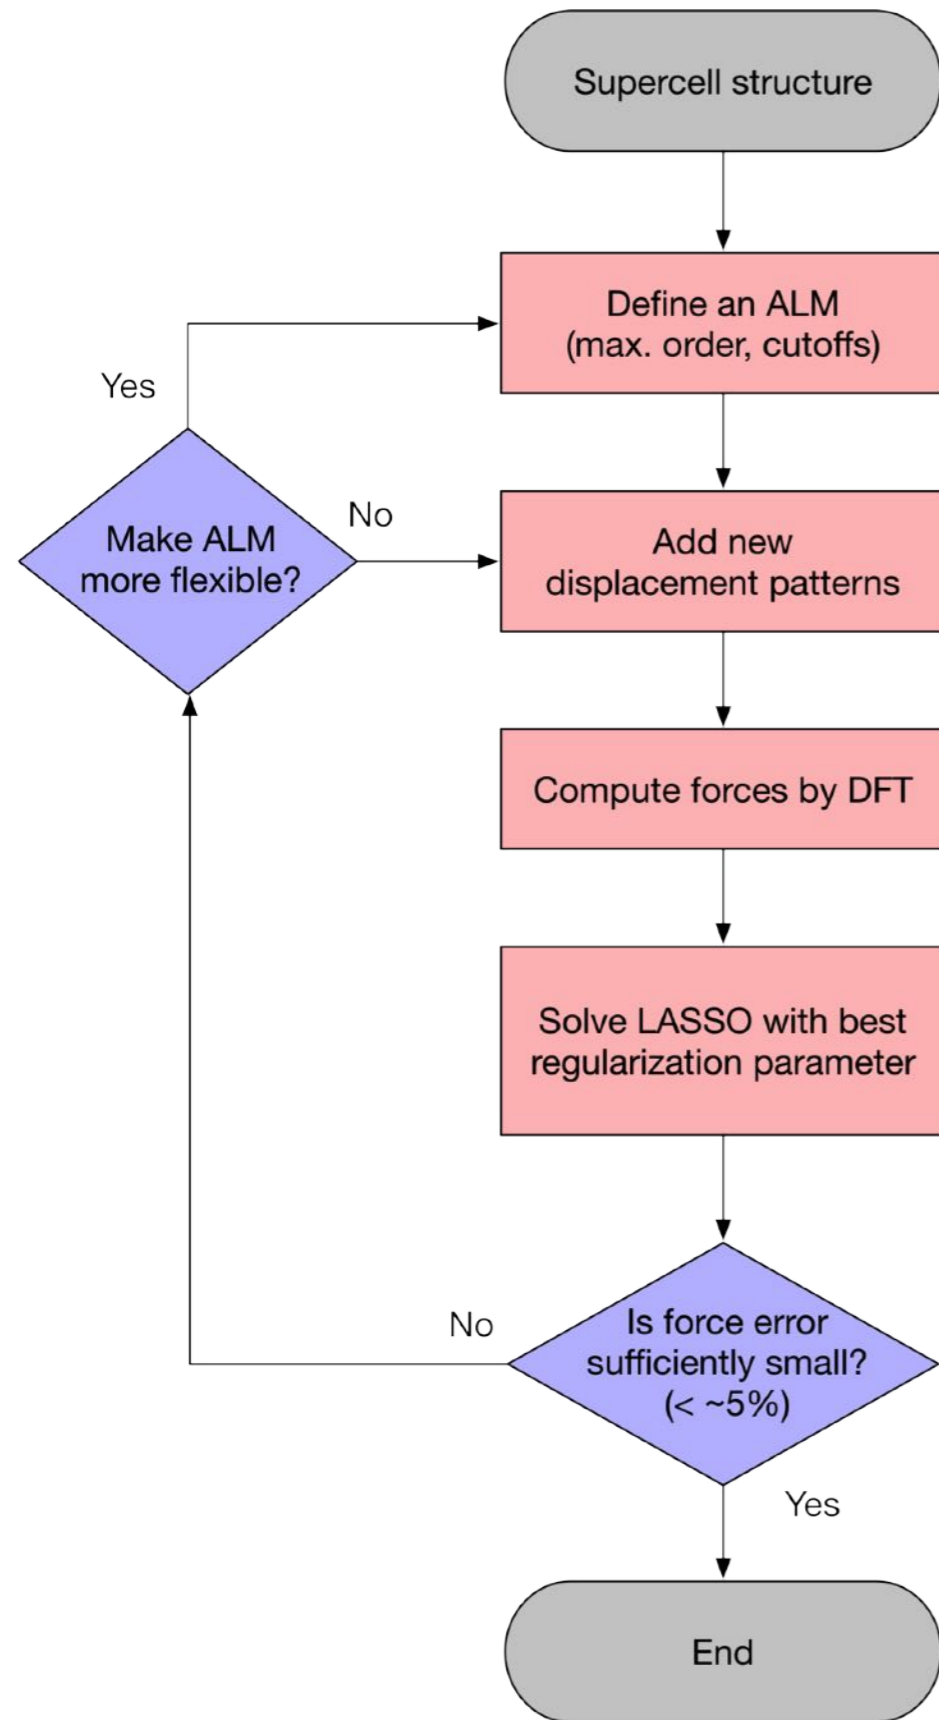 Supercell structure
Define an ALM
(max. order, cutoffs)
Yes
No
Make ALM
more flexible?
Add new
displacement patterns
Compute forces by DFT
Solve LASSO with best
regularization parameter
No
Is force error
sufficiently small?
(< ~5%)
Yes
End